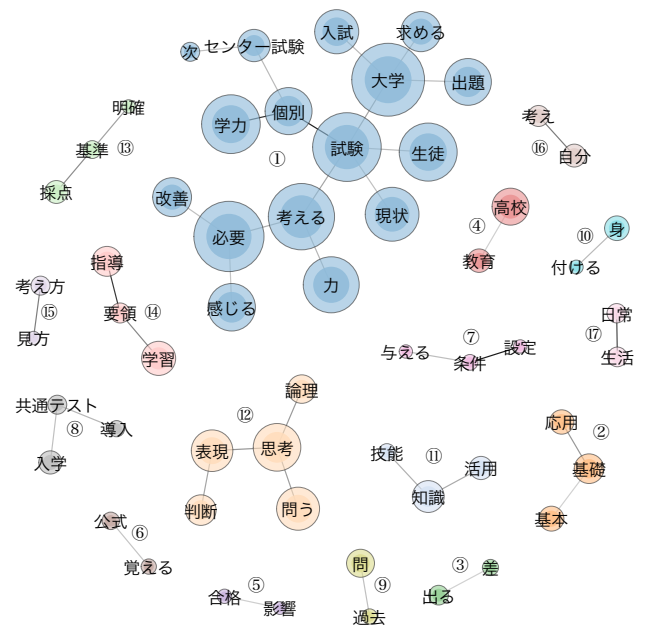 入試
求める
次
センター試験
大学
出題
明確
個別
学力
考え
基準
⑬
試験
生徒
⑯
自分
①
採点
改善
考える
現状
高校
必要
④
身
⑩
教育
付ける
指導
考え方
力
⑮
要領
⑭
感じる
日常
見方
⑦
⑰
与える
条件
設定
学習
生活
論理
共通テスト
⑫
応用
⑧
導入
表現
思考
技能
⑪
②
入学
活用
基礎
知識
判断
問う
公式
基本
⑥
覚える
問
③
差
合格
⑤
影響
⑨
出る
過去